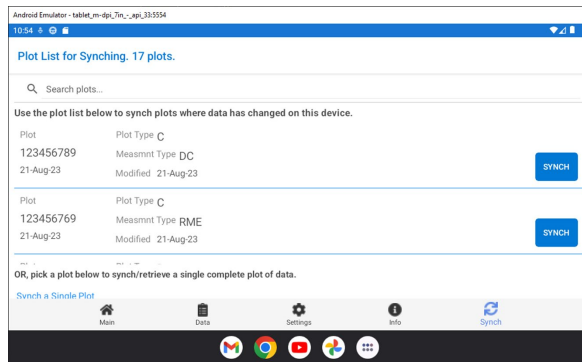 Android Emulator - tablet_m-dpi_7in_-_api_33:5554
10:54
Plot List for Synching. 17 plots.
Search plots...
Use the plot list below to synch plots where data has changed on this device.
Plot
123456789
21-Aug-23
Plot Type C
Measmnt Type DC
Modified 21-Aug-23
SYNCH
Plot
123456769
21-Aug-23
Plot Type C
Measmnt Type RME
Modified 21-Aug-23
SYNCH
OR, pick a plot below to synch/retrieve a single complete plot of data.
Synch a Single Plot
Main
Data
Settings
Info
Synch